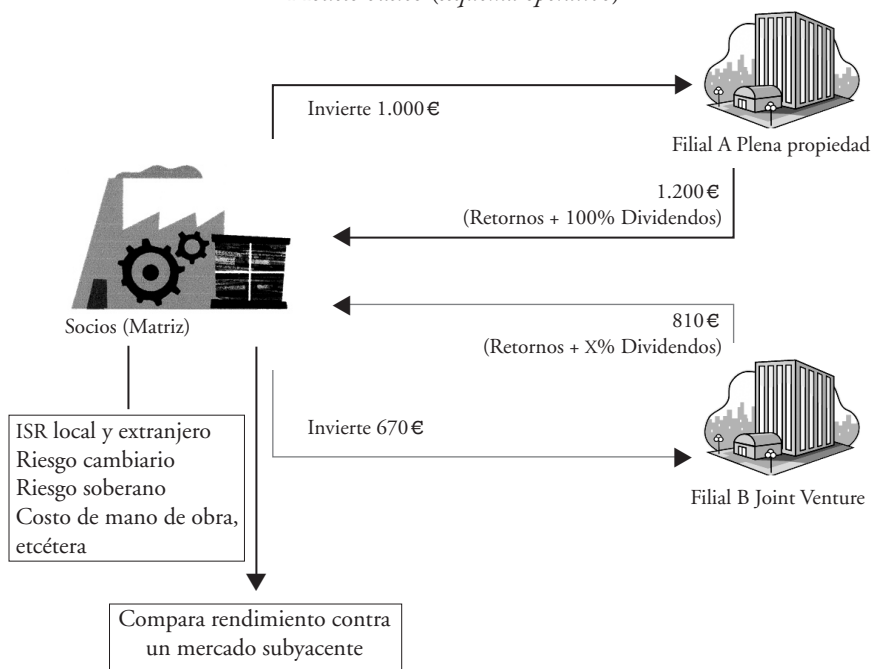 Invierte 1.000 €
Filial A Plena propiedad
1.200 €
(Retornos + 100% Dividendos)
810 €
(Retornos + X% Dividendos)
Socios (Matriz)
Invierte 670 €
ISR local y extranjero
Riesgo cambiario
Riesgo soberano
Costo de mano de obra,
etcétera
Filial B Joint Venture
Compara rendimiento contra
un mercado subyacente